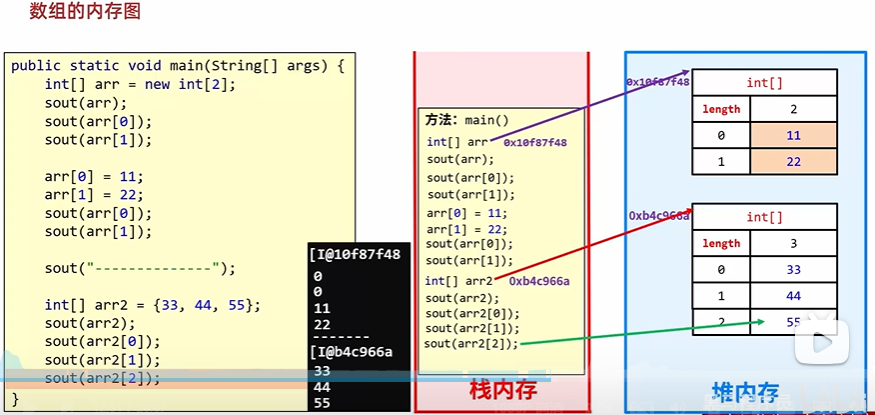 数组的内存图
public static void main(String[] args) {
int[] arr = new int[2];
sout(arr);
sout(arr[0]);
sout(arr[1]);
arr[0] = 11;
arr[1] = 22;
sout(arr[0]);
sout(arr[1]);
sout("--------------");
int[] arr2 = {33, 44, 55};
sout(arr2);
sout(arr2[0]);
sout(arr2[1]);
sout(arr2[2]);
}
[I@10f87f48
0
0
11
22
-------
[I@b4c966a
33
44
55
方法：main()
int[] arr 0x10f87f48
sout(arr);
sout(arr[0]);
sout(arr[1]);
arr[0] = 11;
arr[1] = 22;
sout(arr[0]);
sout(arr[1]);
int[] arr2 0xb4c966a
sout(arr2);
sout(arr2[0]);
sout(arr2[1]);
sout(arr2[2]);
栈内存
0x10f87f48
int[]
length 2
0 11
1 22
0xb4c966a
int[]
length 3
0 33
1 44
2 55
堆内存